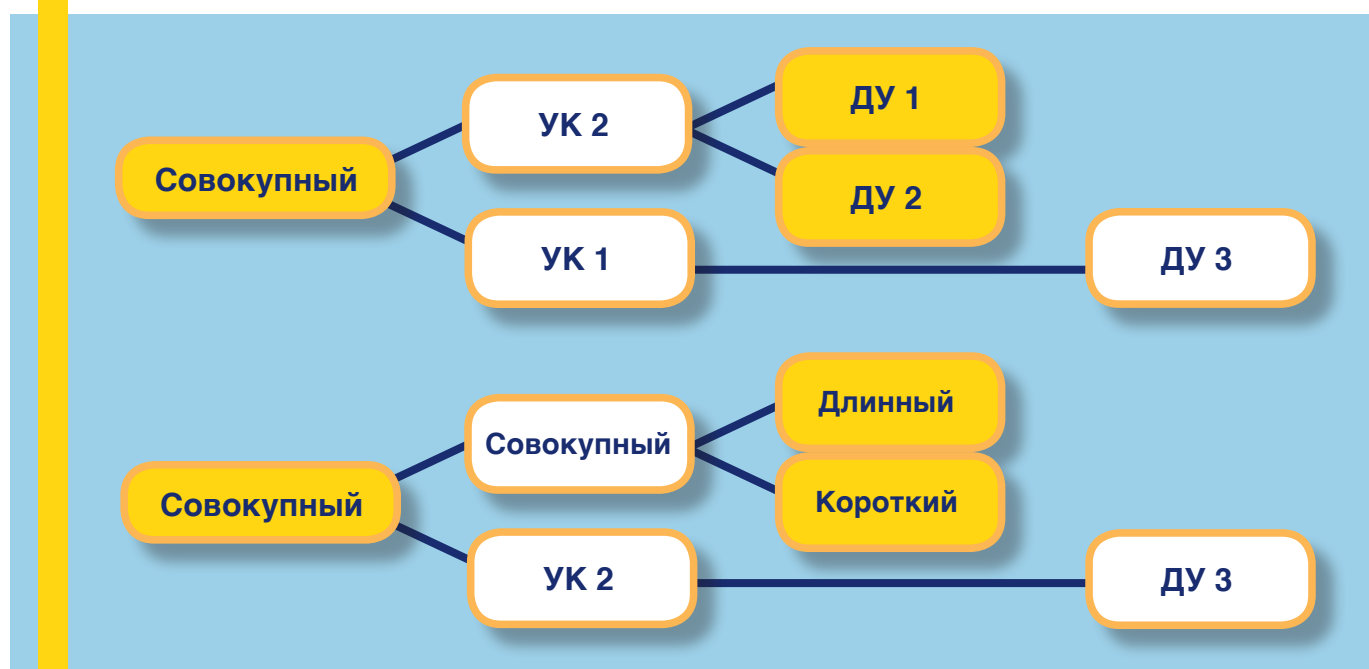 ДУ 1
УК 2
Совокупный
ДУ 2
УК 1
ДУ 3
Длинный
Совокупный
Совокупный
Короткий
УК 2
ДУ 3